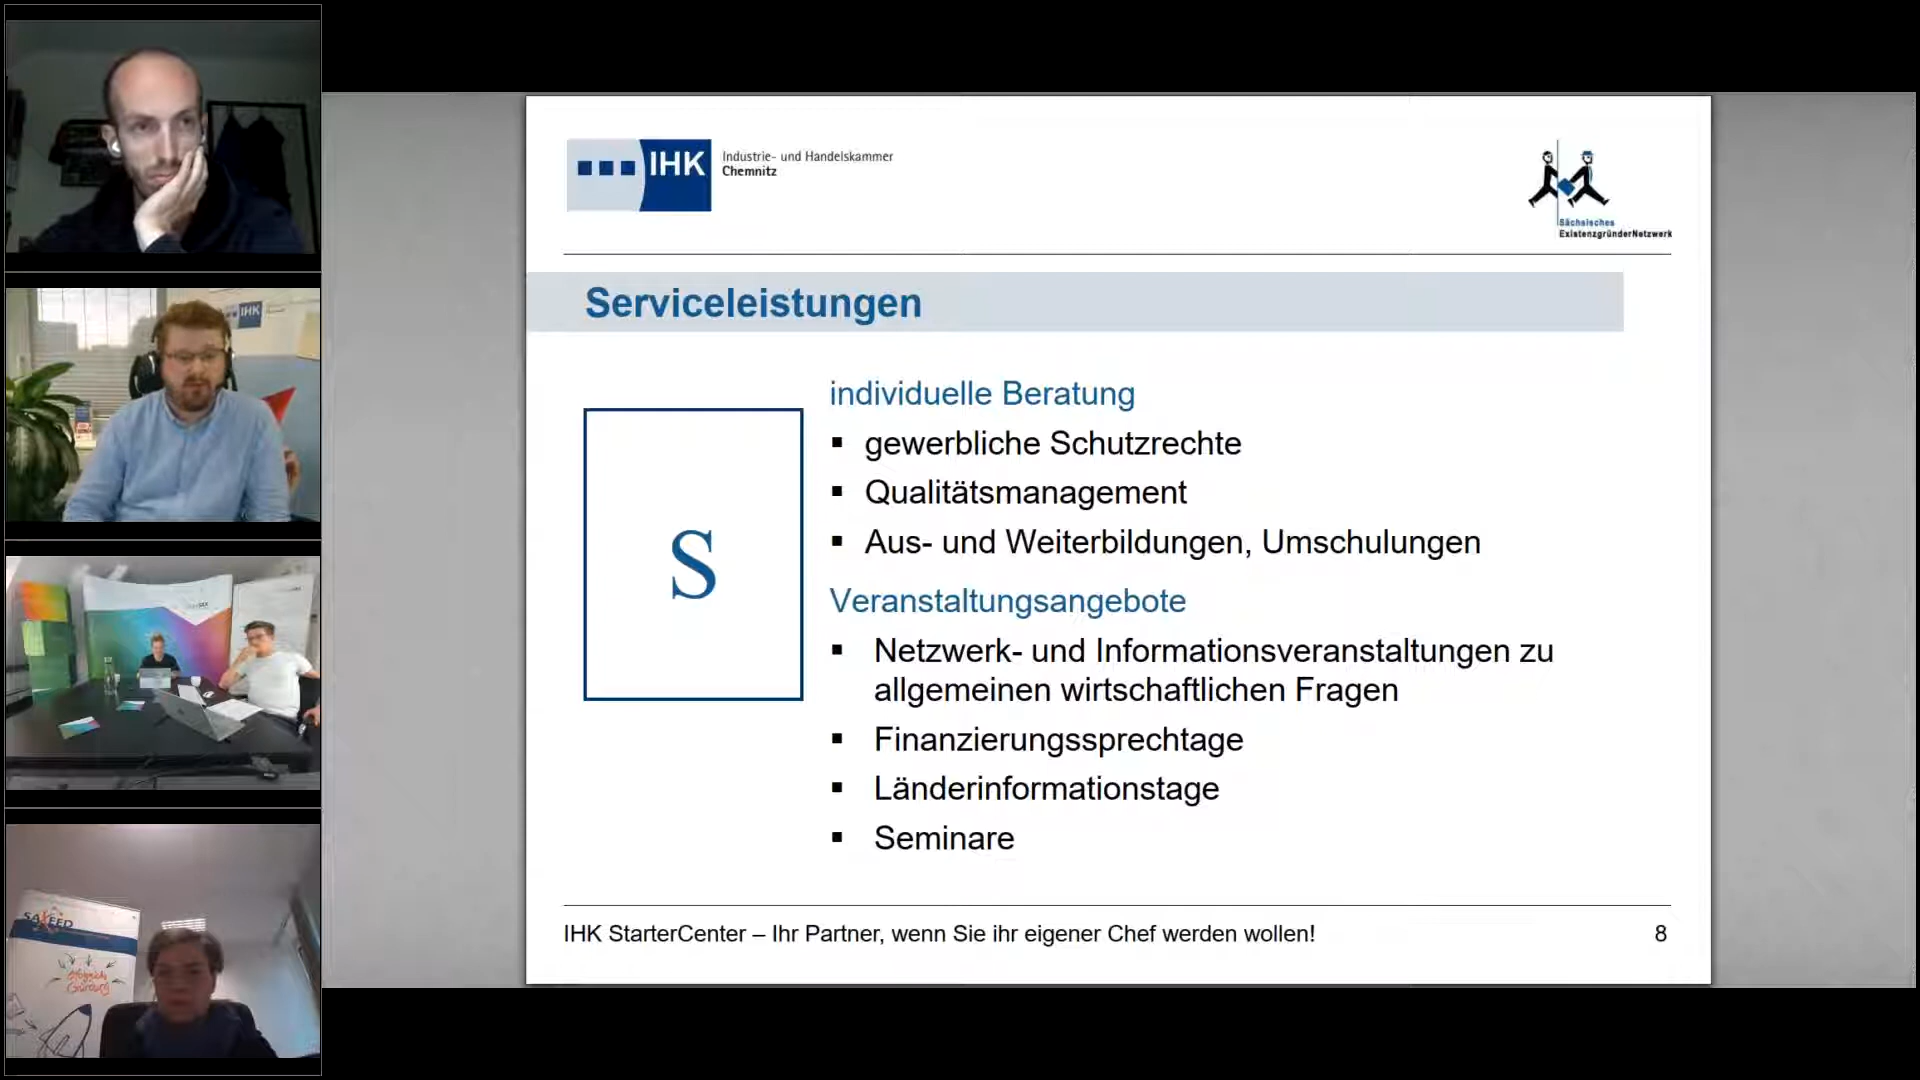 IHK
Industrie- und Handelskammer
Chemnitz
Sächsisches
ExistenzgründerNetzwerk
Serviceleistungen
S
individuelle Beratung
▪ gewerbliche Schutzrechte
▪ Qualitätsmanagement
▪ Aus- und Weiterbildungen, Umschulungen
Veranstaltungsangebote
▪ Netzwerk- und Informationsveranstaltungen zu
allgemeinen wirtschaftlichen Fragen
▪ Finanzierungssprechtage
▪ Länderinformationstage
▪ Seminare
IHK StarterCenter – Ihr Partner, wenn Sie ihr eigener Chef werden wollen!
8
IHK
SAXEED